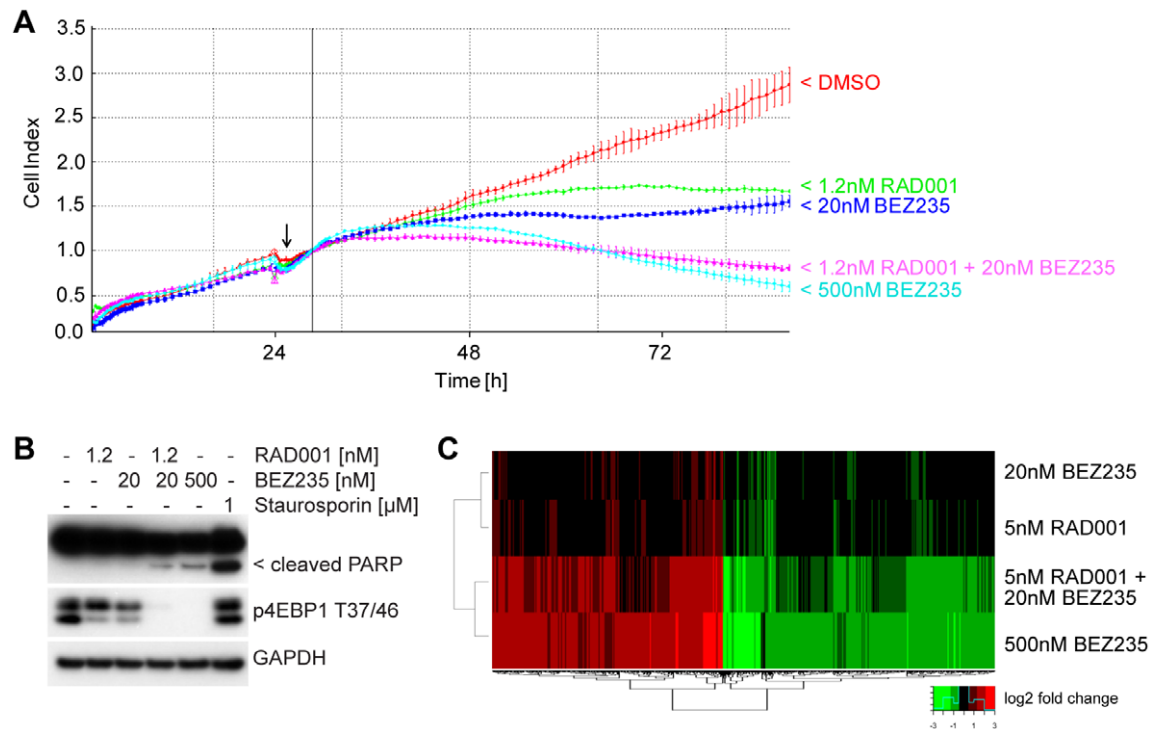 A
3.5
3.0
2.5
2.0
1.5
1.0
0.5
0.0
Cell Index
24 48 72
Time [h]
< DMSO
< 1.2nM RAD001
< 20nM BEZ235
< 1.2nM RAD001 + 20nM BEZ235
< 500nM BEZ235
B
- 1.2 - 1.2 - - RAD001 [nM]
- - 20 20 500 - BEZ235 [nM]
- - - - - 1 Staurosporin [µM]
< cleaved PARP
p4EBP1 T37/46
GAPDH
C
20nM BEZ235
5nM RAD001
5nM RAD001 +
20nM BEZ235
500nM BEZ235
log2 fold change
-3 -1 1 3